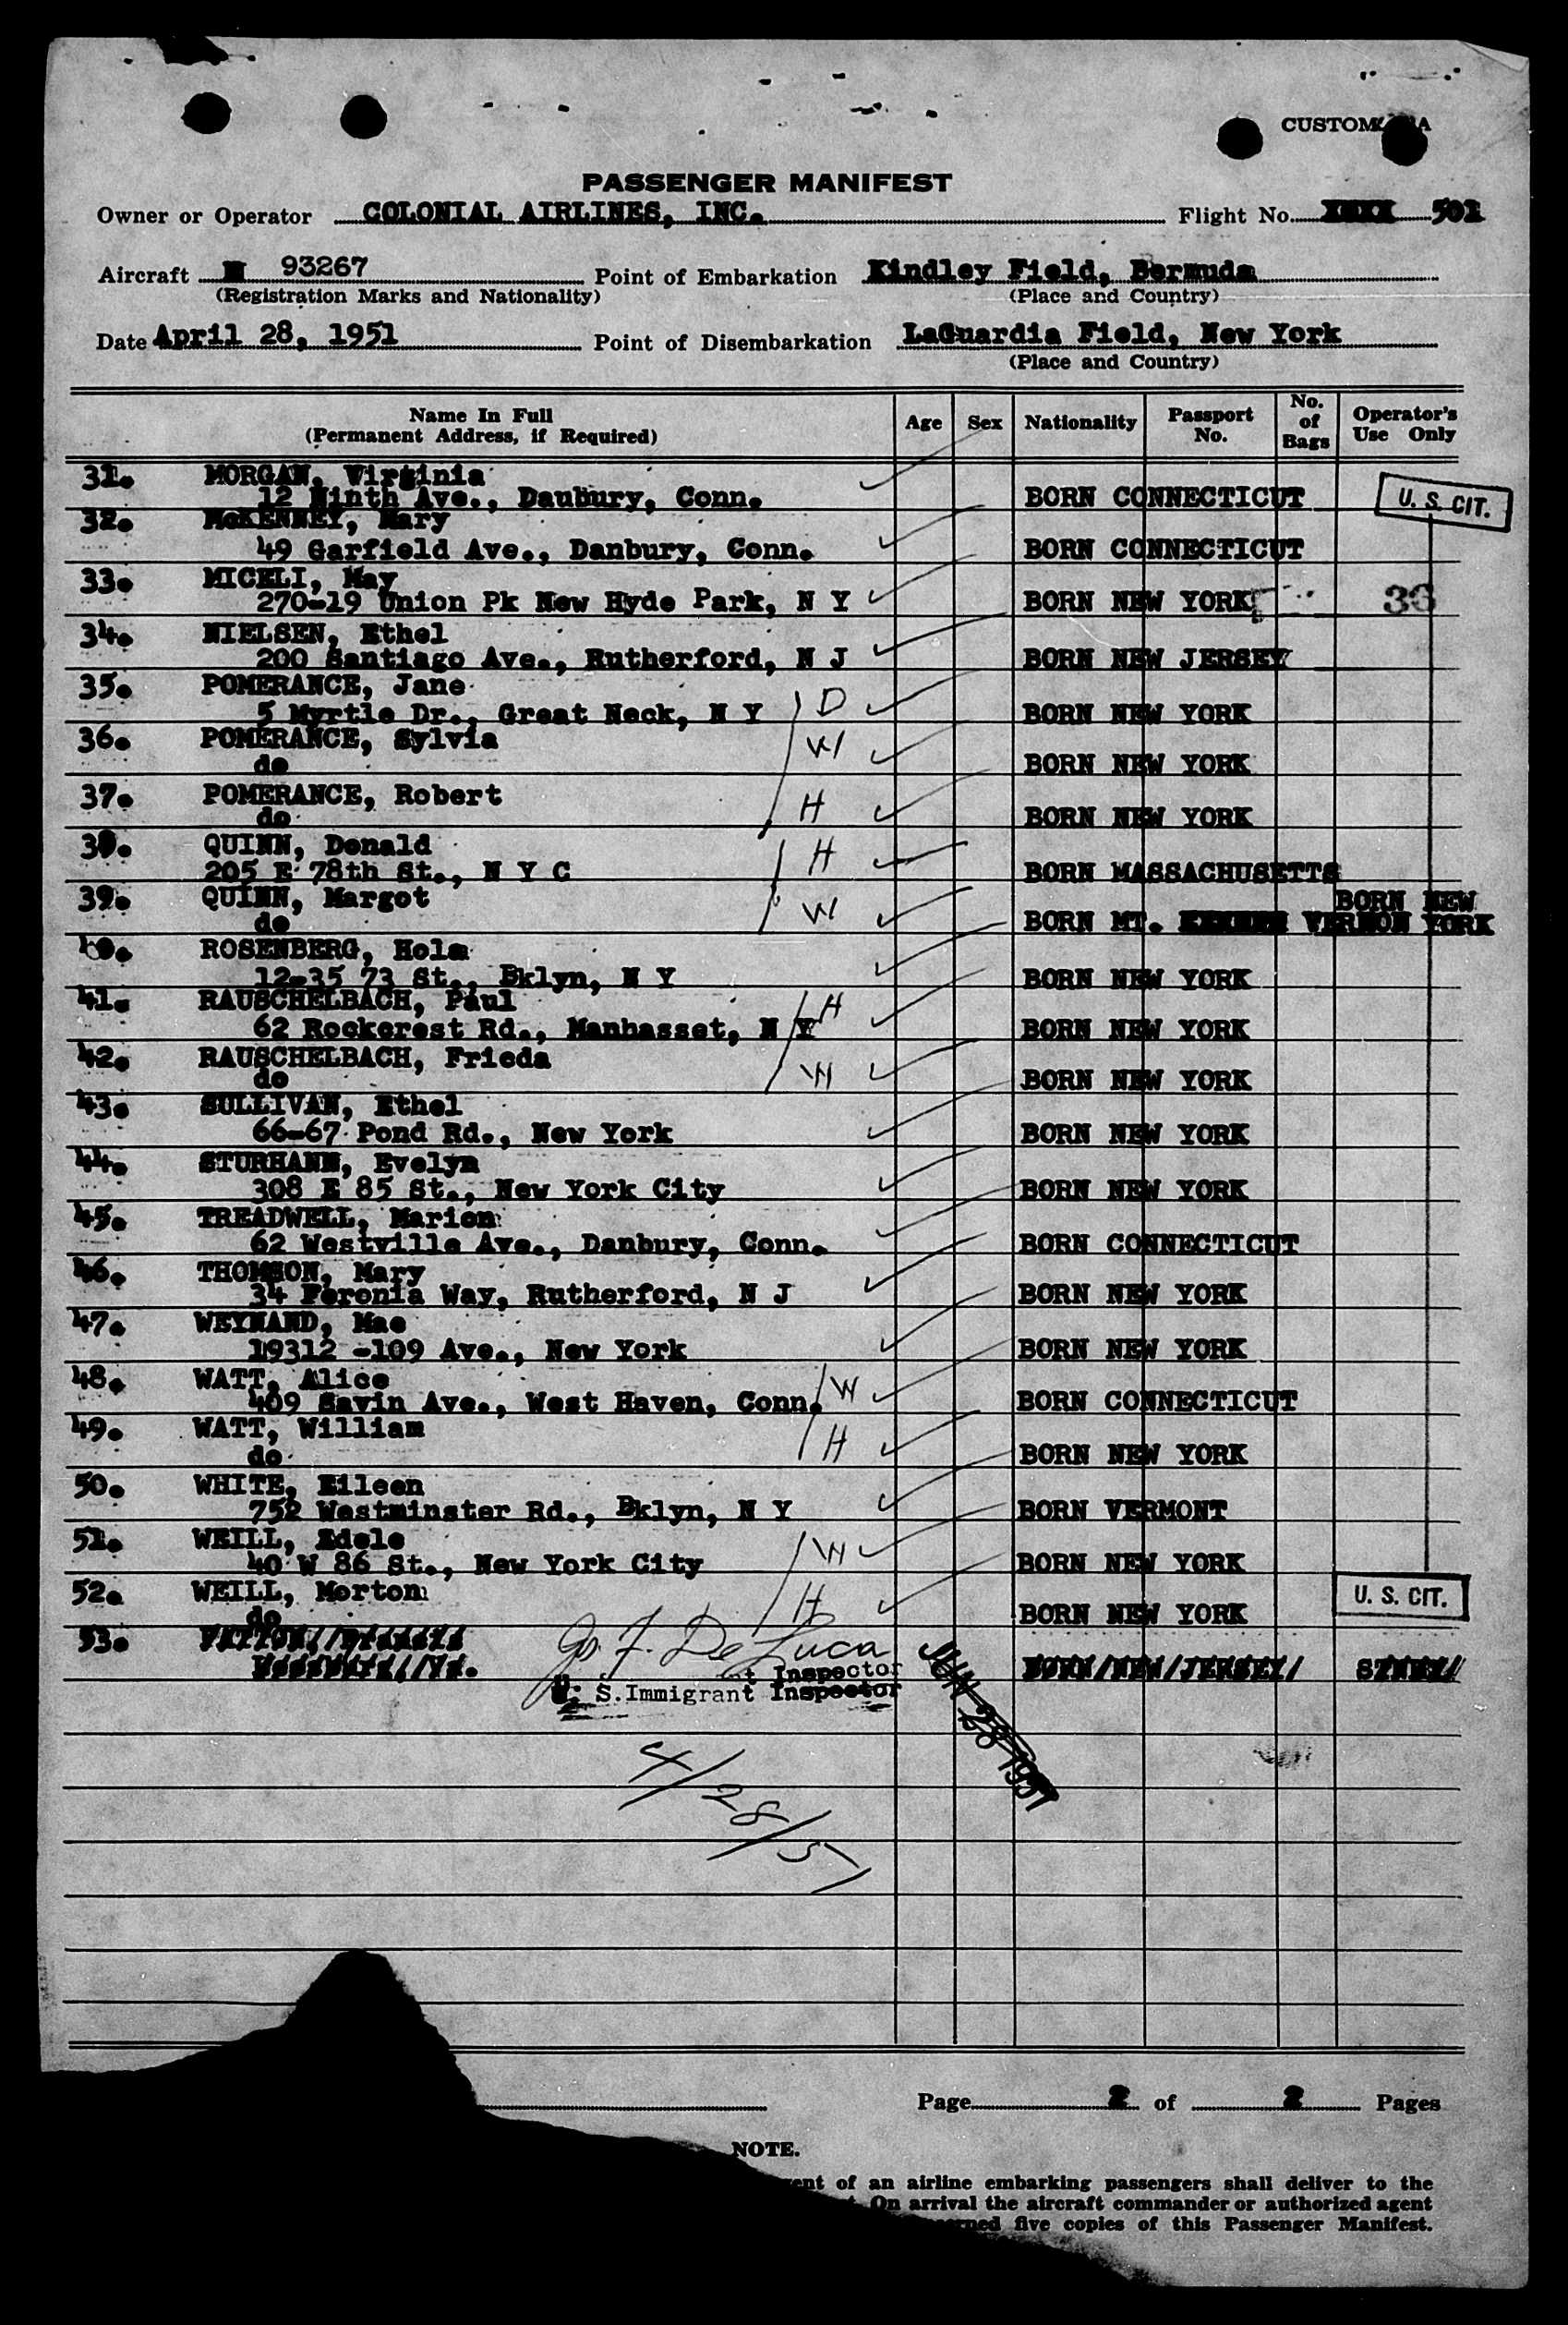 CUSTOM
PASSENGER MANIFEST
Owner or Operator COLONIAL AIRLINES, INC. Flight No. XXXX 501
Aircraft N 93267 Point of Embarkation Kindley Field, Bermuda
(Registration Marks and Nationality) (Place and Country)
Date April 28, 1951 Point of Disembarkation LaGuardia Field, New York
(Place and Country)
Name In Full (Permanent Address, if Required) Age Sex Nationality Passport No. No. of Bags Operator's Use Only
31. MORGAN, Virginia
12 Ninth Ave., Daubury, Conn. BORN CONNECTICUT U. S. CIT.
32. McKENNEY, Mary
49 Garfield Ave., Danbury, Conn. BORN CONNECTICUT
33. MICELI, May
270-19 Union Pk New Hyde Park, N Y BORN NEW YORK 36
34. NIELSEN, Ethel
200 Santiago Ave., Rutherford, N J BORN NEW JERSEY
35. POMERANCE, Jane
5 Myrtle Dr., Great Neck, N Y D BORN NEW YORK
36. POMERANCE, Sylvia
do W BORN NEW YORK
37. POMERANCE, Robert
do H BORN NEW YORK
38. QUINN, Donald
205 E 78th St., N Y C H BORN MASSACHUSETTS
39. QUINN, Margot BORN NEW
do W BORN MT. VERNON YORK
40. ROSENBERG, Hola
12-35 73 St., Bklyn, N Y BORN NEW YORK
41. RAUSCHELBACH, Paul
62 Rockcrest Rd., Manhasset, N Y H BORN NEW YORK
42. RAUSCHELBACH, Frieda
do W BORN NEW YORK
43. SULLIVAN, Ethel
66-67 Pond Rd., New York BORN NEW YORK
44. STURHANN, Evelyn
308 E 85 St., New York City BORN NEW YORK
45. TREADWELL, Marion
62 Westville Ave., Danbury, Conn. BORN CONNECTICUT
46. THOMSON, Mary
34 Feronia Way, Rutherford, N J BORN NEW YORK
47. WEYNAND, Mae
19312 -109 Ave., New York BORN NEW YORK
48. WATT, Alice
409 Savin Ave., West Haven, Conn. W BORN CONNECTICUT
49. WATT, William
do H BORN NEW YORK
50. WHITE, Eileen
752 Westminster Rd., Bklyn, N Y BORN VERMONT
51. WEILL, Adele
40 W 86 St., New York City W BORN NEW YORK
52. WEILL, Morton U. S. CIT.
do H BORN NEW YORK
53.
Jos. F. De Luca BORN/NEW/JERSEY/
Inspector
U. S. Immigrant Inspector
JUN 28 1951
4/28/51
Page 2 of 2 Pages
NOTE.
of an airline embarking passengers shall deliver to the
On arrival the aircraft commander or authorized agent
five copies of this Passenger Manifest.